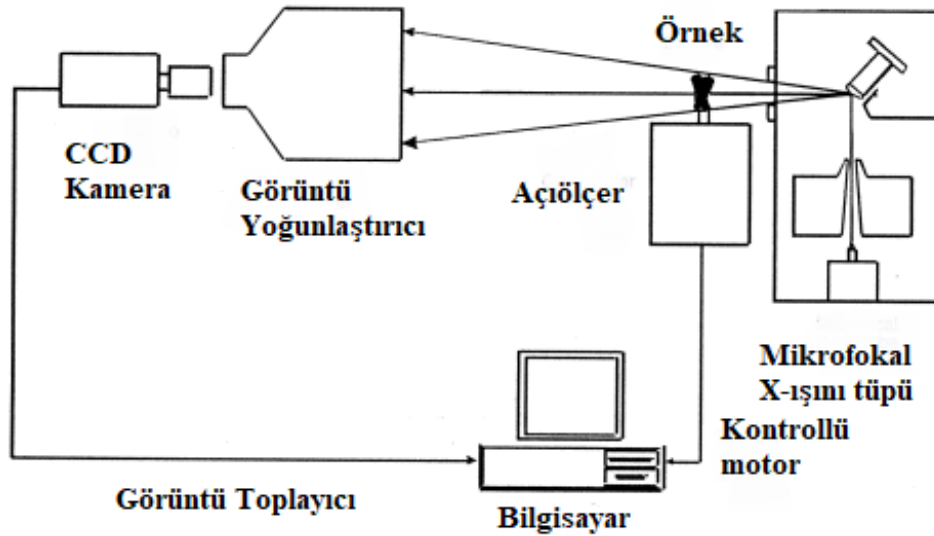 Örnek
CCD
Kamera
Görüntü
Yoğunlaştırıcı
Açıölçer
Mikrofokal
X-ışını tüpü
Kontrollü
motor
Görüntü Toplayıcı
Bilgisayar